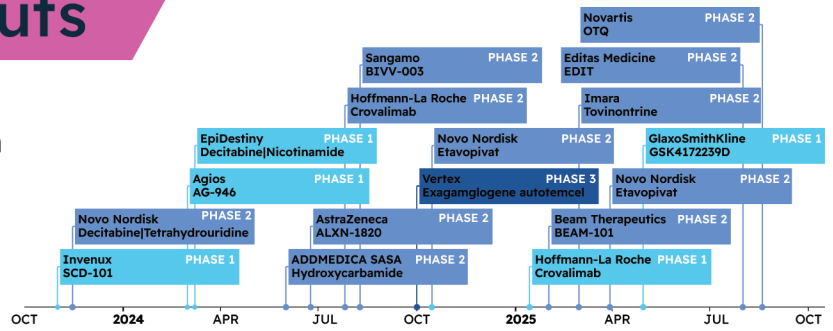 uts
Novartis PHASE 2
OTQ
Sangamo PHASE 2
BIVV-003
Editas Medicine PHASE 2
EDIT
Hoffmann-La Roche PHASE 2
Crovalimab
Imara PHASE 2
Tovinontrine
EpiDestiny PHASE 1
Decitabine|Nicotinamide
Novo Nordisk PHASE 2
Etavopivat
GlaxoSmithKline PHASE 1
GSK4172239D
Agios PHASE 1
AG-946
Vertex PHASE 3
Exagamglogene autotemcel
Novo Nordisk PHASE 2
Etavopivat
Novo Nordisk PHASE 2
Decitabine|Tetrahydrouridine
AstraZeneca PHASE 2
ALXN-1820
Beam Therapeutics PHASE 2
BEAM-101
Invenux PHASE 1
SCD-101
ADDMEDICA SASA PHASE 2
Hydroxycarbamide
Hoffmann-La Roche PHASE 1
Crovalimab
OCT 2024 APR JUL OCT 2025 APR JUL OCT